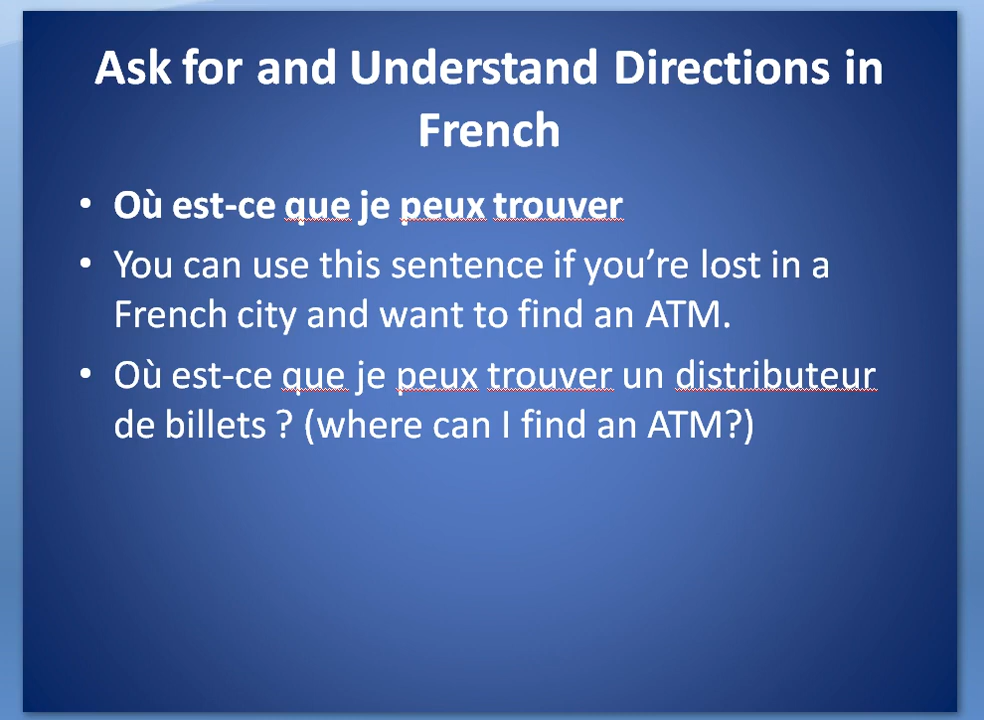 Ask for and Understand Directions in
French
• Où est-ce que je peux trouver
• You can use this sentence if you’re lost in a
French city and want to find an ATM.
• Où est-ce que je peux trouver un distributeur
de billets ? (where can I find an ATM?)